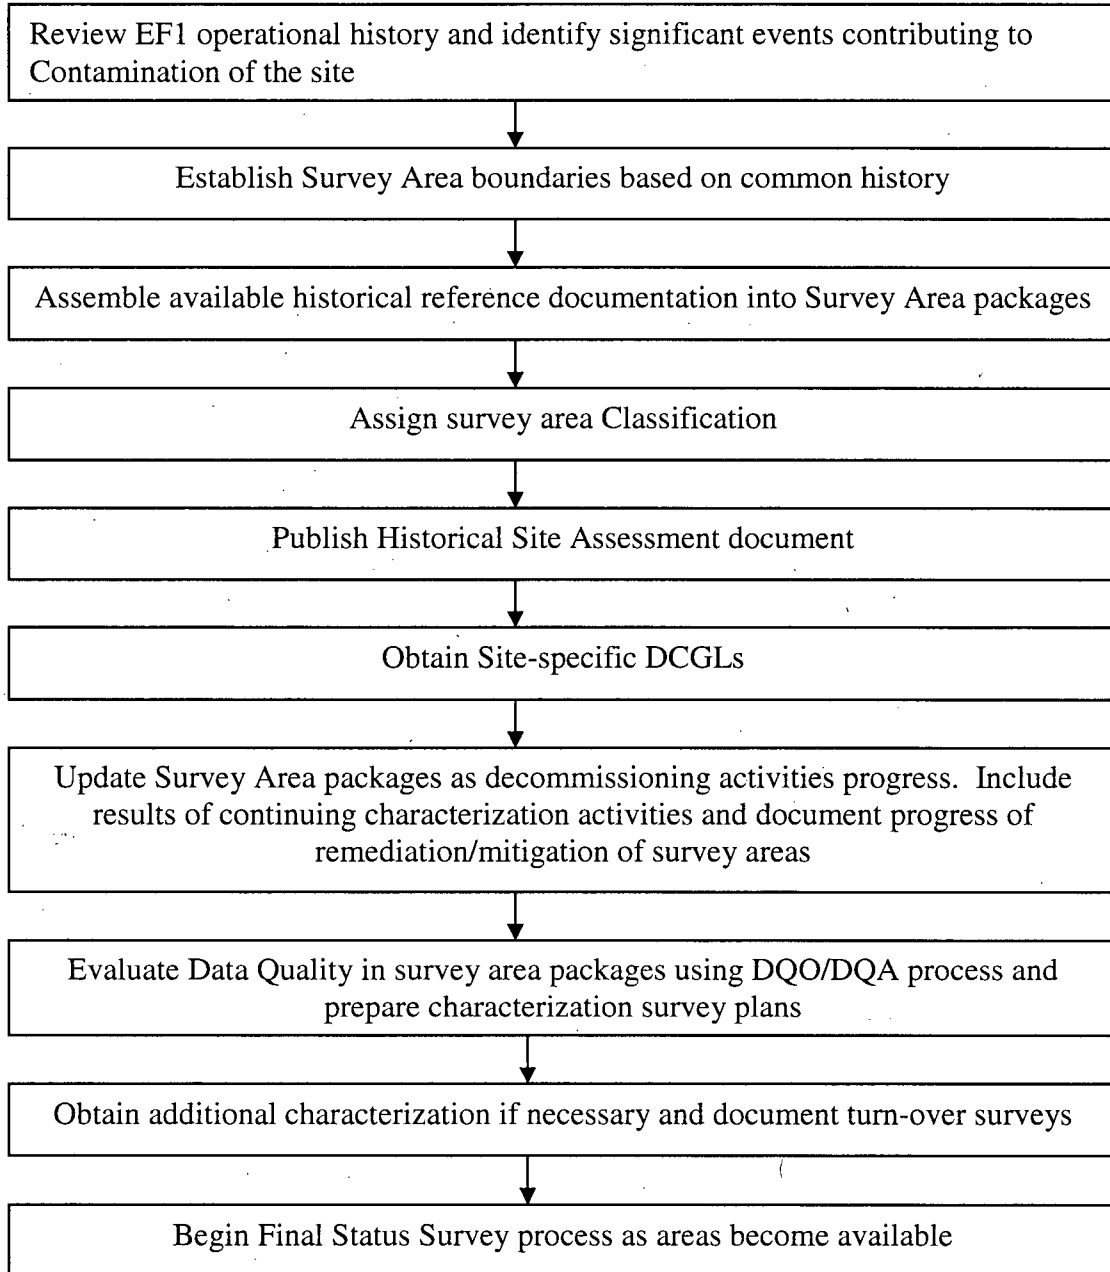 Review EF1 operational history and identify significant events contributing to
Contamination of the site
Establish Survey Area boundaries based on common history
Assemble available historical reference documentation into Survey Area packages
Assign survey area Classification
Publish Historical Site Assessment document
Obtain Site-specific DCGLs
Update Survey Area packages as decommissioning activities progress.  Include
results of continuing characterization activities and document progress of
remediation/mitigation of survey areas
Evaluate Data Quality in survey area packages using DQO/DQA process and
prepare characterization survey plans
Obtain additional characterization if necessary and document turn-over surveys
Begin Final Status Survey process as areas become available